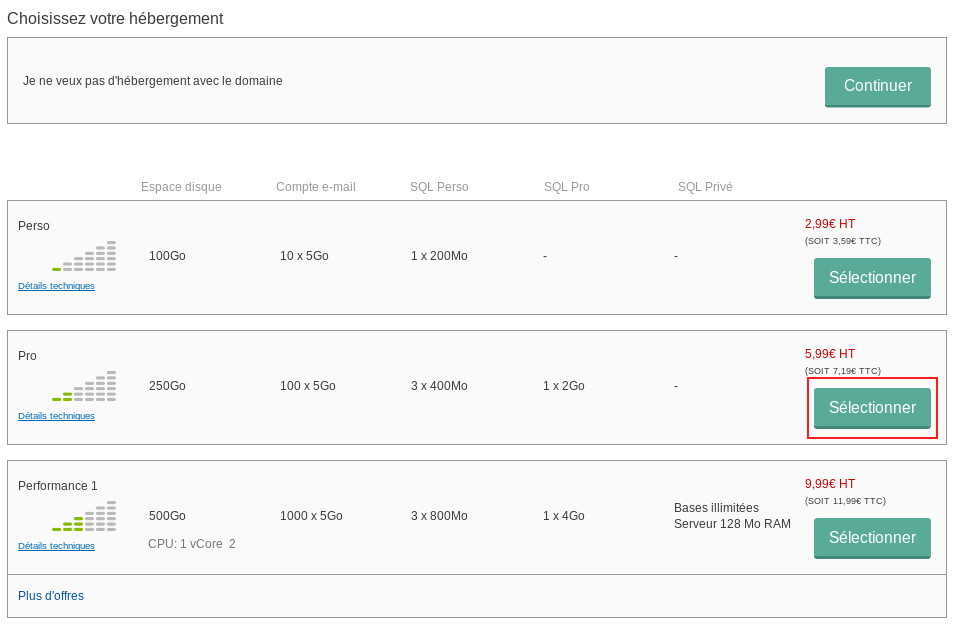 Choisissez votre hébergement
Je ne veux pas d'hébergement avec le domaine
Continuer
Espace disque Compte e-mail SQL Perso SQL Pro SQL Privé
Perso
2,99€ HT
(SOIT 3,59€ TTC)
100Go 10 x 5Go 1 x 200Mo - -
Sélectionner
Détails techniques
Pro
5,99€ HT
(SOIT 7,19€ TTC)
250Go 100 x 5Go 3 x 400Mo 1 x 2Go -
Sélectionner
Détails techniques
Performance 1
9,99€ HT
(SOIT 11,99€ TTC)
500Go 1000 x 5Go 3 x 800Mo 1 x 4Go Bases illimitées
Serveur 128 Mo RAM
Sélectionner
Détails techniques
CPU: 1 vCore 2
Plus d'offres